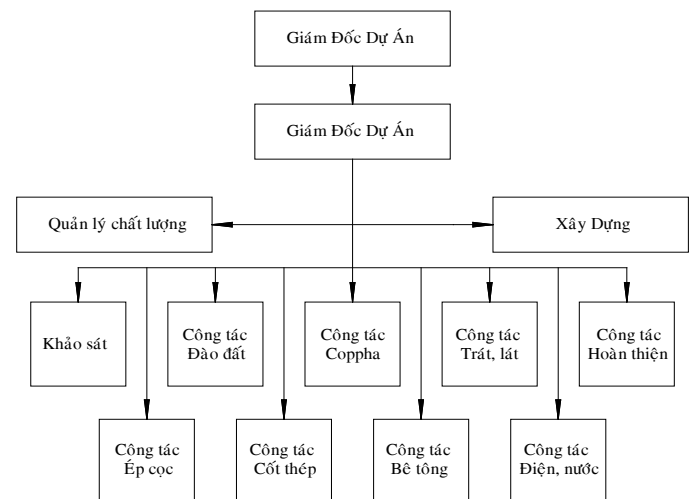 Giám Đốc Dự Án
Giám Đốc Dự Án
Quản lý chất lượng
Xây Dựng
Khảo sát
Công tác
Đào đất
Công tác
Coppha
Công tác
Trát, lát
Công tác
Hoàn thiện
Công tác
Ép cọc
Công tác
Cốt thép
Công tác
Bê tông
Công tác
Điện, nước